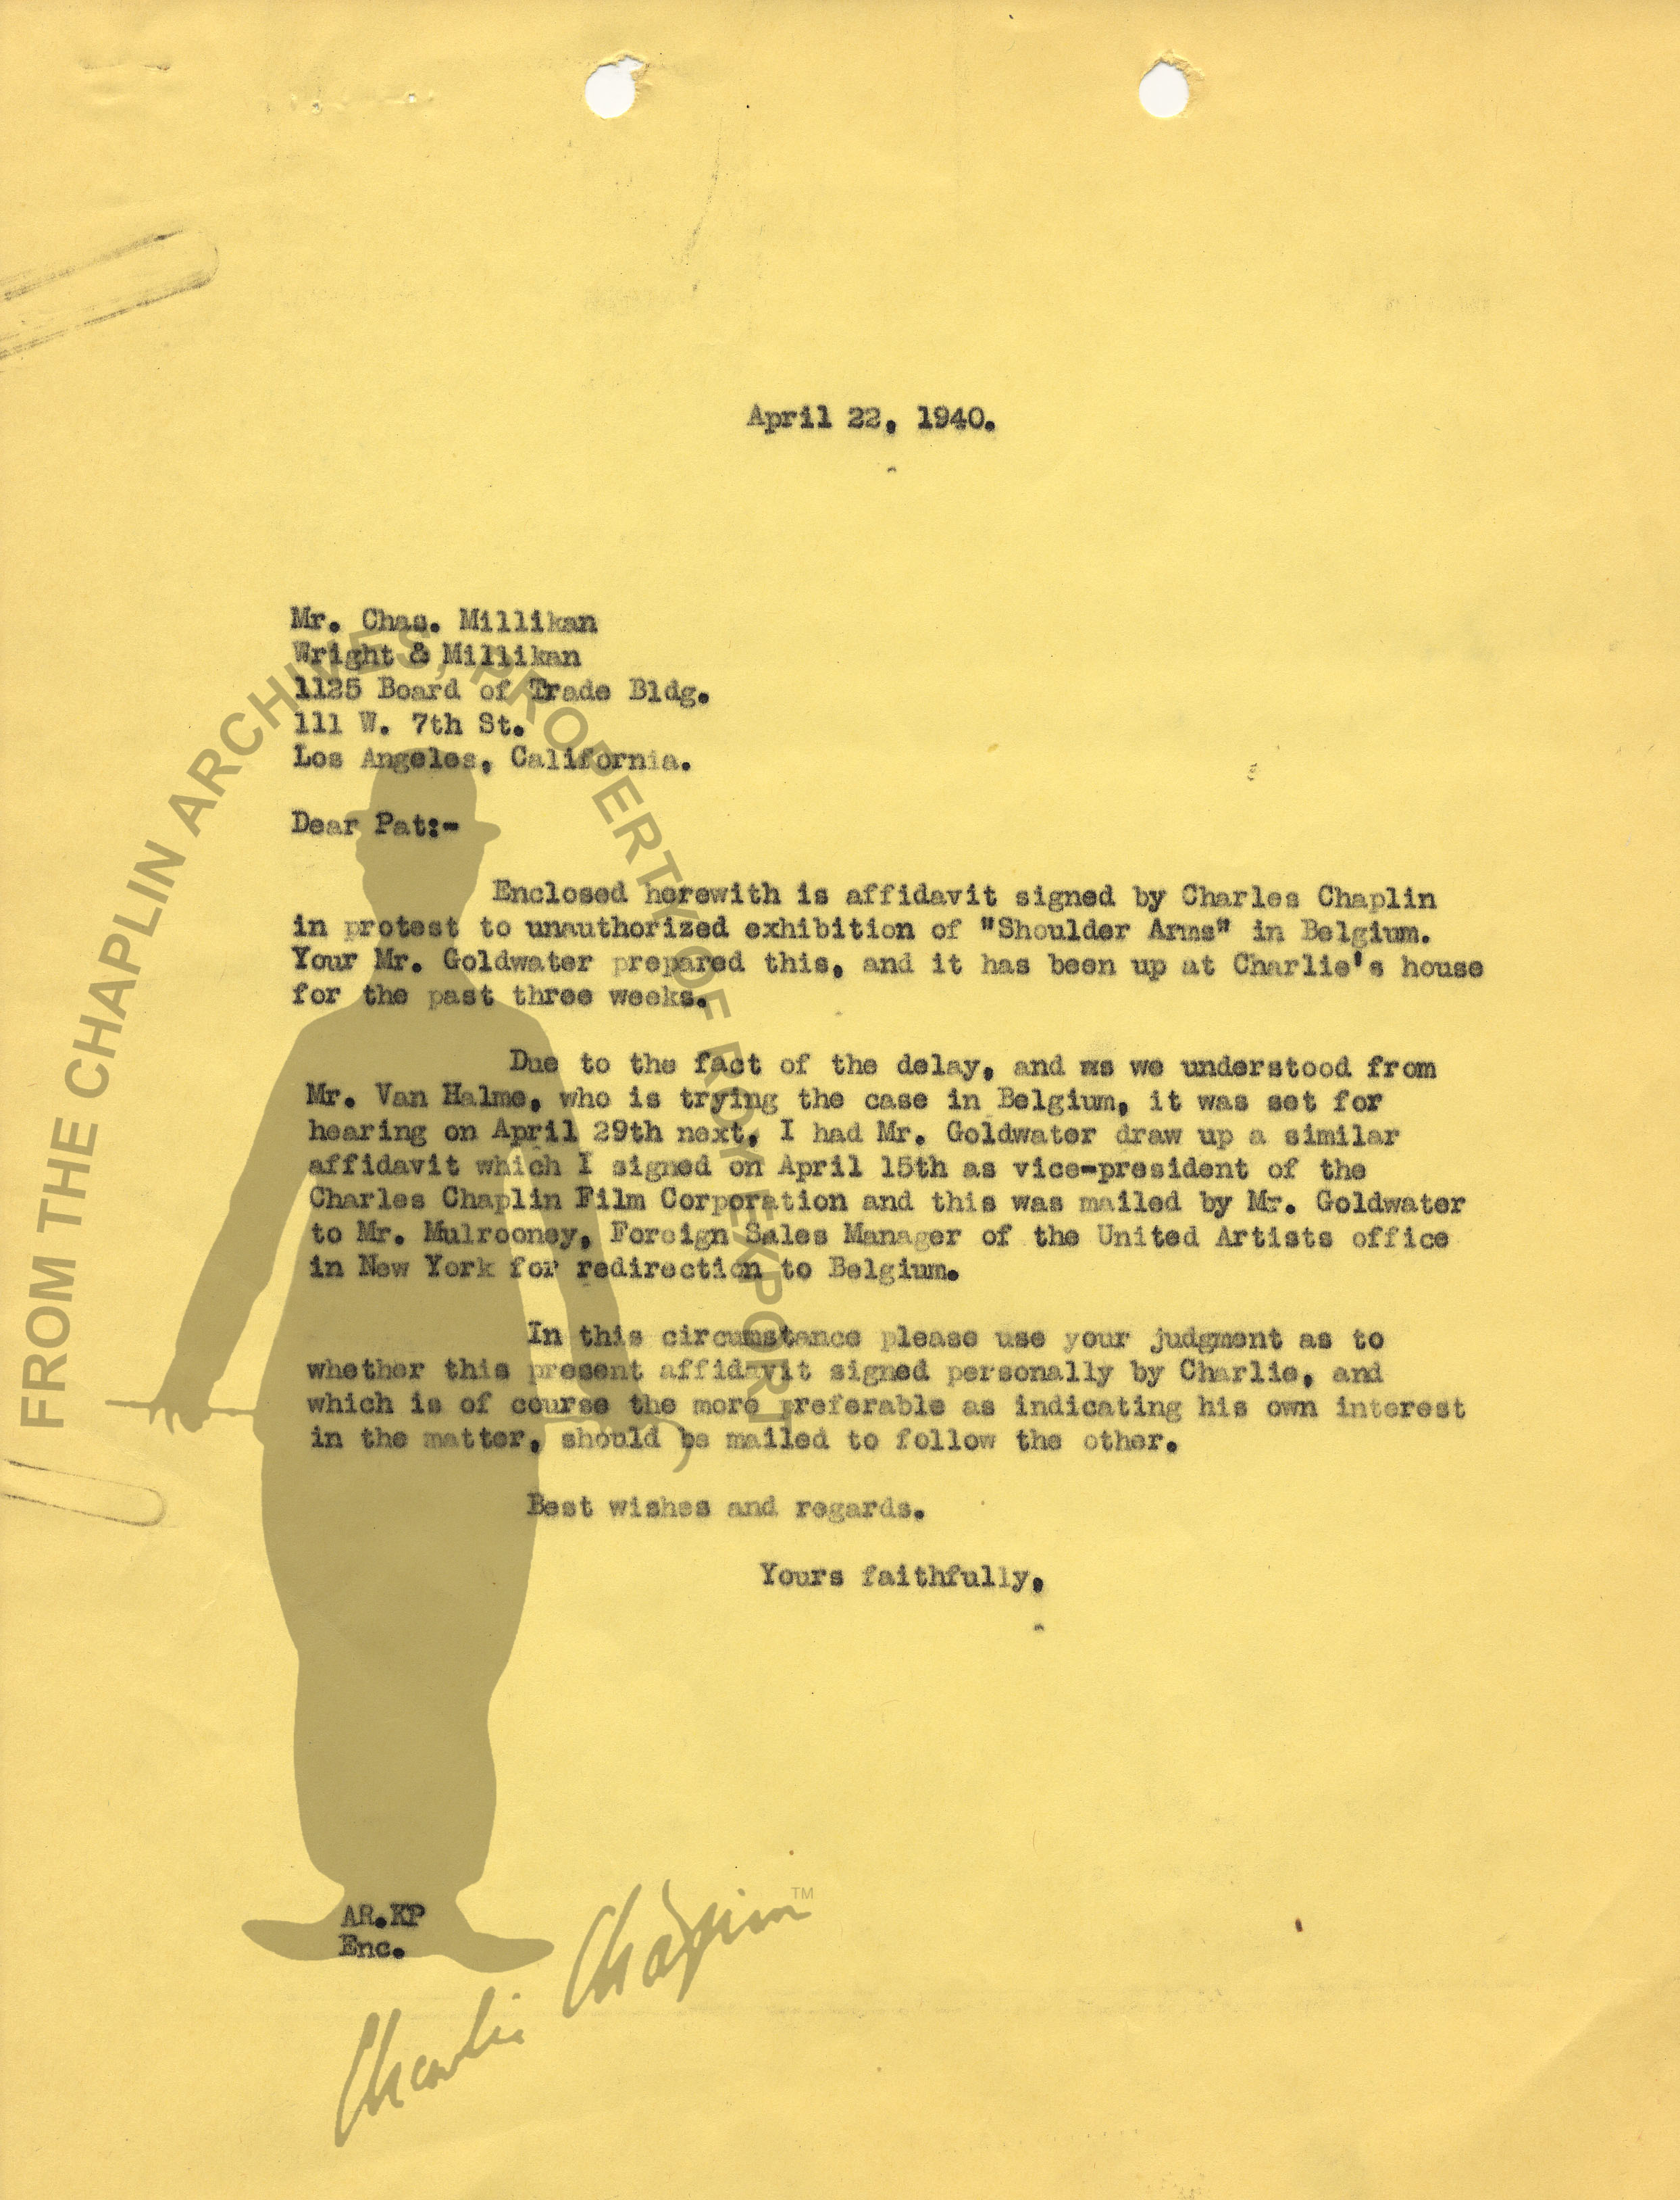 April 22, 1940.
Mr. Chas. Millikan
Wright & Millikan
1125 Board of Trade Bldg.
111 W. 7th St.
Los Angeles, California.
Dear Pat:-
Enclosed herewith is affidavit signed by Charles Chaplin
in protest to unauthorized exhibition of "Shoulder Arms" in Belgium.
Your Mr. Goldwater prepared this, and it has been up at Charlie's house
for the past three weeks.
Due to the fact of the delay, and as we understood from
Mr. Van Halme, who is trying the case in Belgium, it was set for
hearing on April 29th next, I had Mr. Goldwater draw up a similar
affidavit which I signed on April 15th as vice-president of the
Charles Chaplin Film Corporation and this was mailed by Mr. Goldwater
to Mr. Mulrooney, Foreign Sales Manager of the United Artists office
in New York for redirection to Belgium.
In this circumstance please use your judgment as to
whether this present affidavit signed personally by Charlie, and
which is of course the more preferable as indicating his own interest
in the matter, should be mailed to follow the other.
Best wishes and regards.
Yours faithfully,
AR.KP
Enc.
FROM THE CHAPLIN ARCHIVES, PROPERTY OF ROY EXPORT
Charlie Chaplin TM